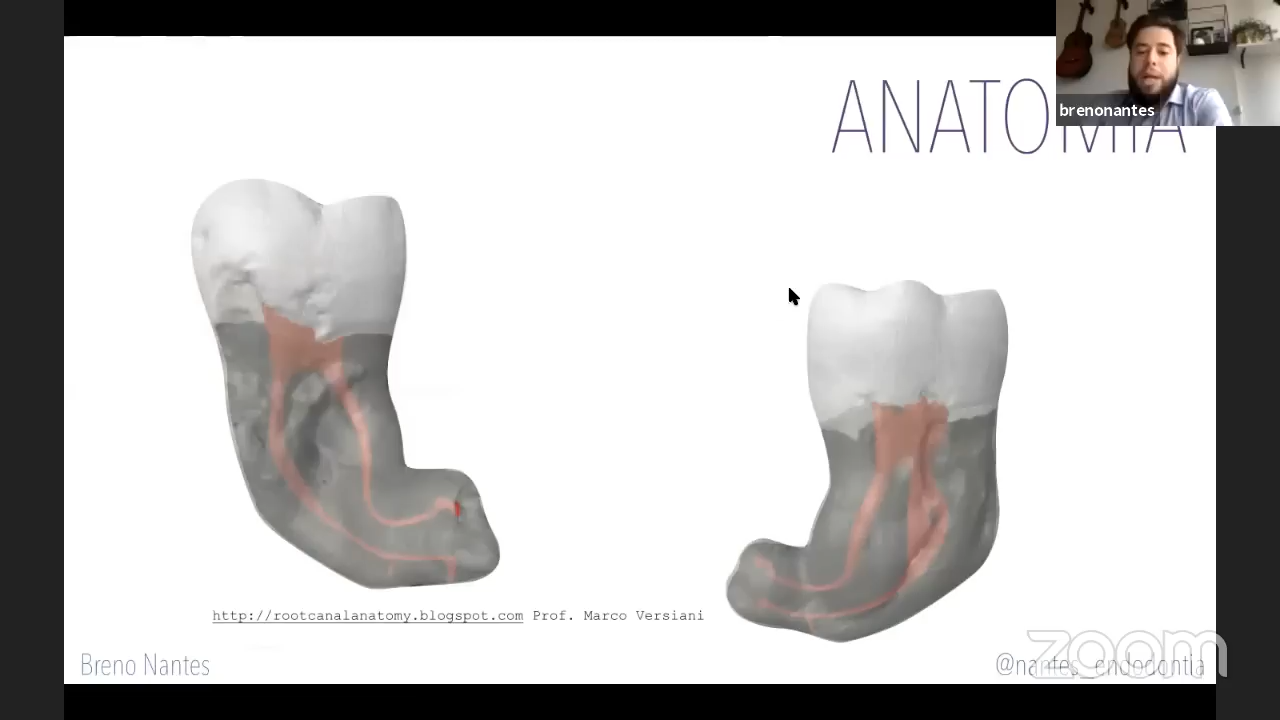 ANATOMIA
brenonantes
http://rootcanalanatomy.blogspot.com Prof. Marco Versiani
Breno Nantes
@nantes_endodontia
zoom